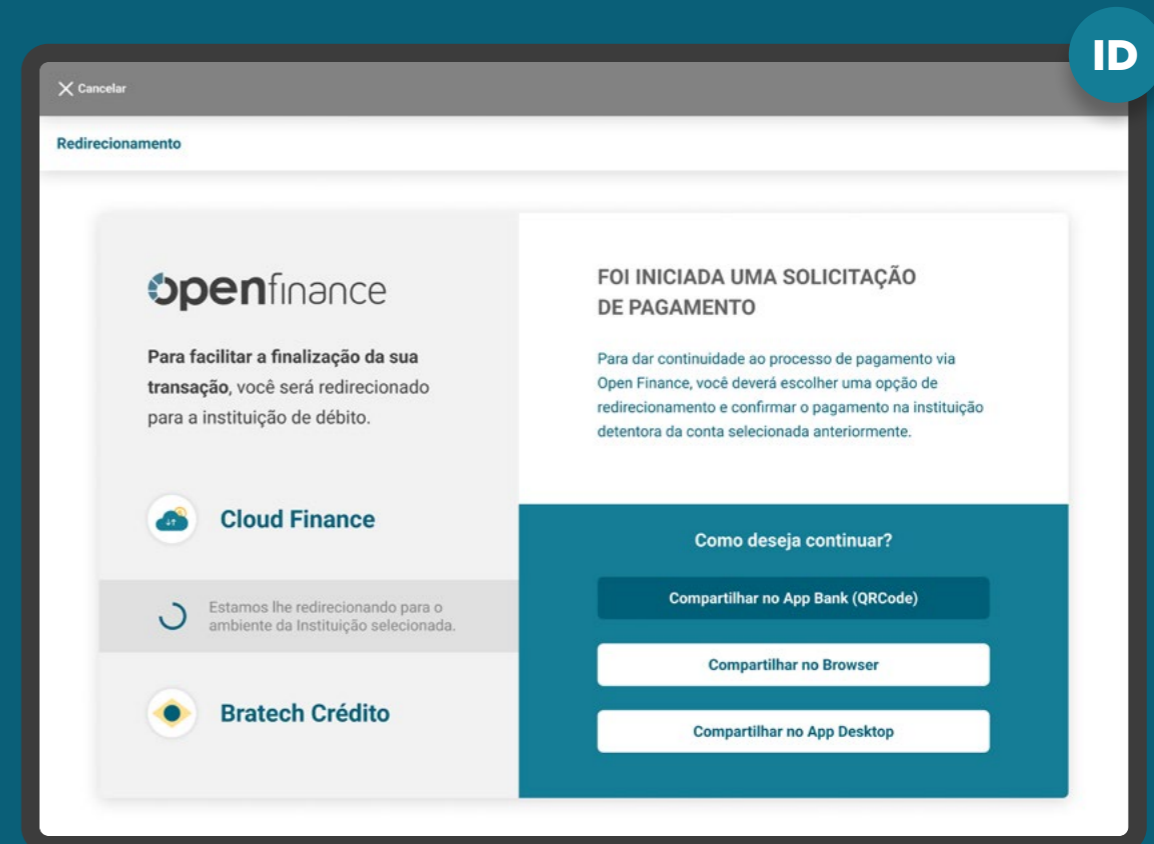 ID
Cancelar
Redirecionamento
openfinance
Para facilitar a finalização da sua
transação, você será redirecionado
para a instituição de débito.
Cloud Finance
Estamos lhe redirecionando para o
ambiente da Instituição selecionada.
Bratech Crédito
FOI INICIADA UMA SOLICITAÇÃO
DE PAGAMENTO
Para dar continuidade ao processo de pagamento via
Open Finance, você deverá escolher uma opção de
redirecionamento e confirmar o pagamento na instituição
detentora da conta selecionada anteriormente.
Como deseja continuar?
Compartilhar no App Bank (QRCode)
Compartilhar no Browser
Compartilhar no App Desktop